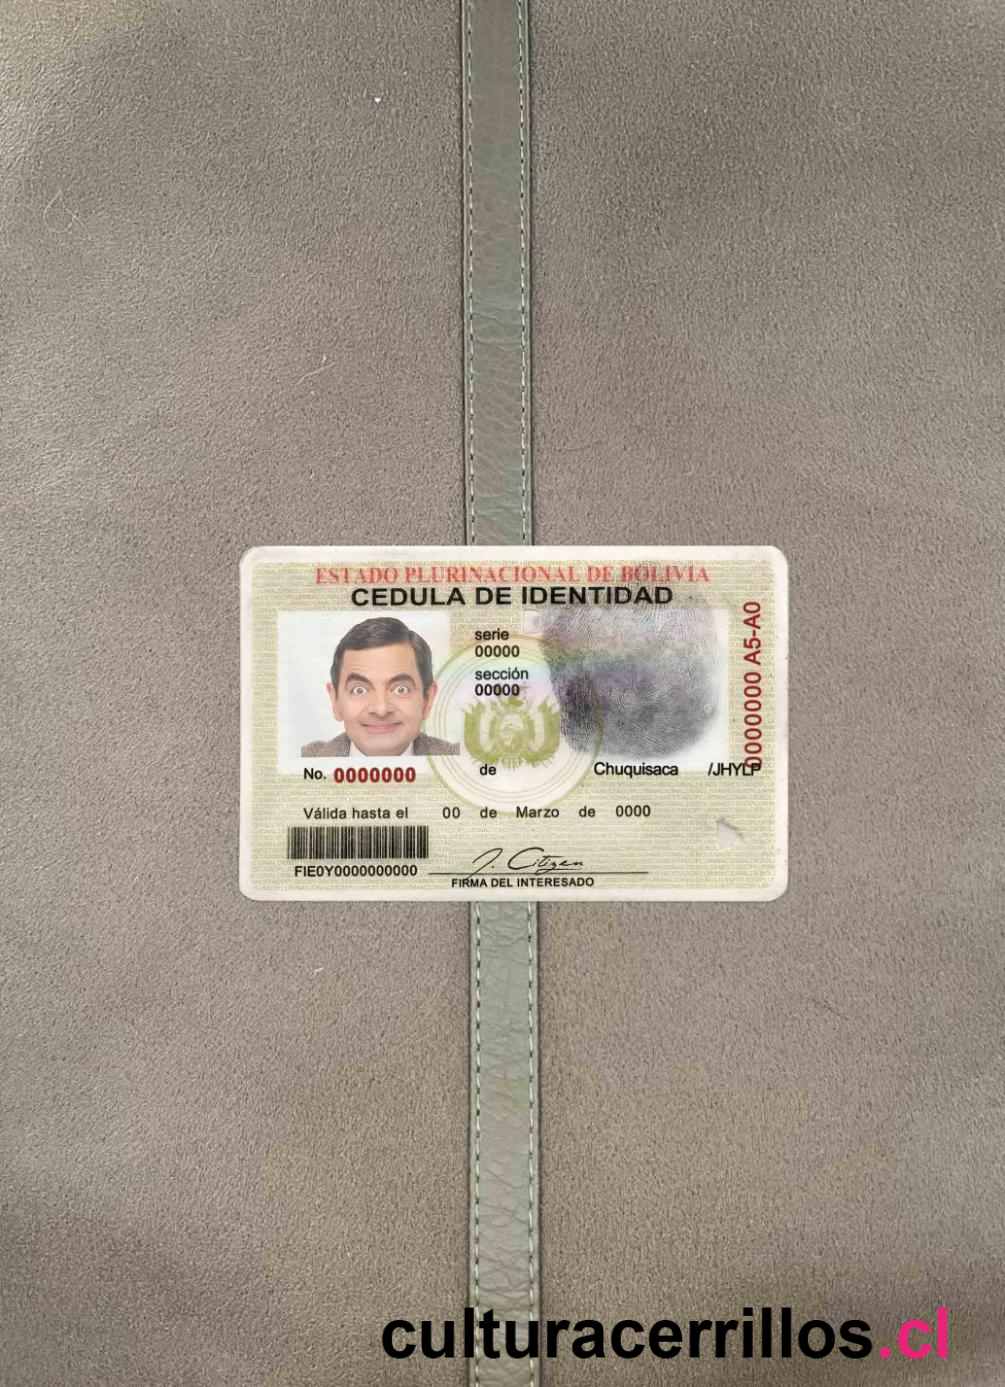 ESTADO PLURINACIONAL DE BOLIVIA
CEDULA DE IDENTIDAD
serie
00000
sección
00000
0000000 A5-A0
No. 0000000 de Chuquisaca /JHYLP
Válida hasta el 00 de Marzo de 0000
FIE0Y0000000000
J. Citizen
FIRMA DEL INTERESADO
culturacerrillos.cl